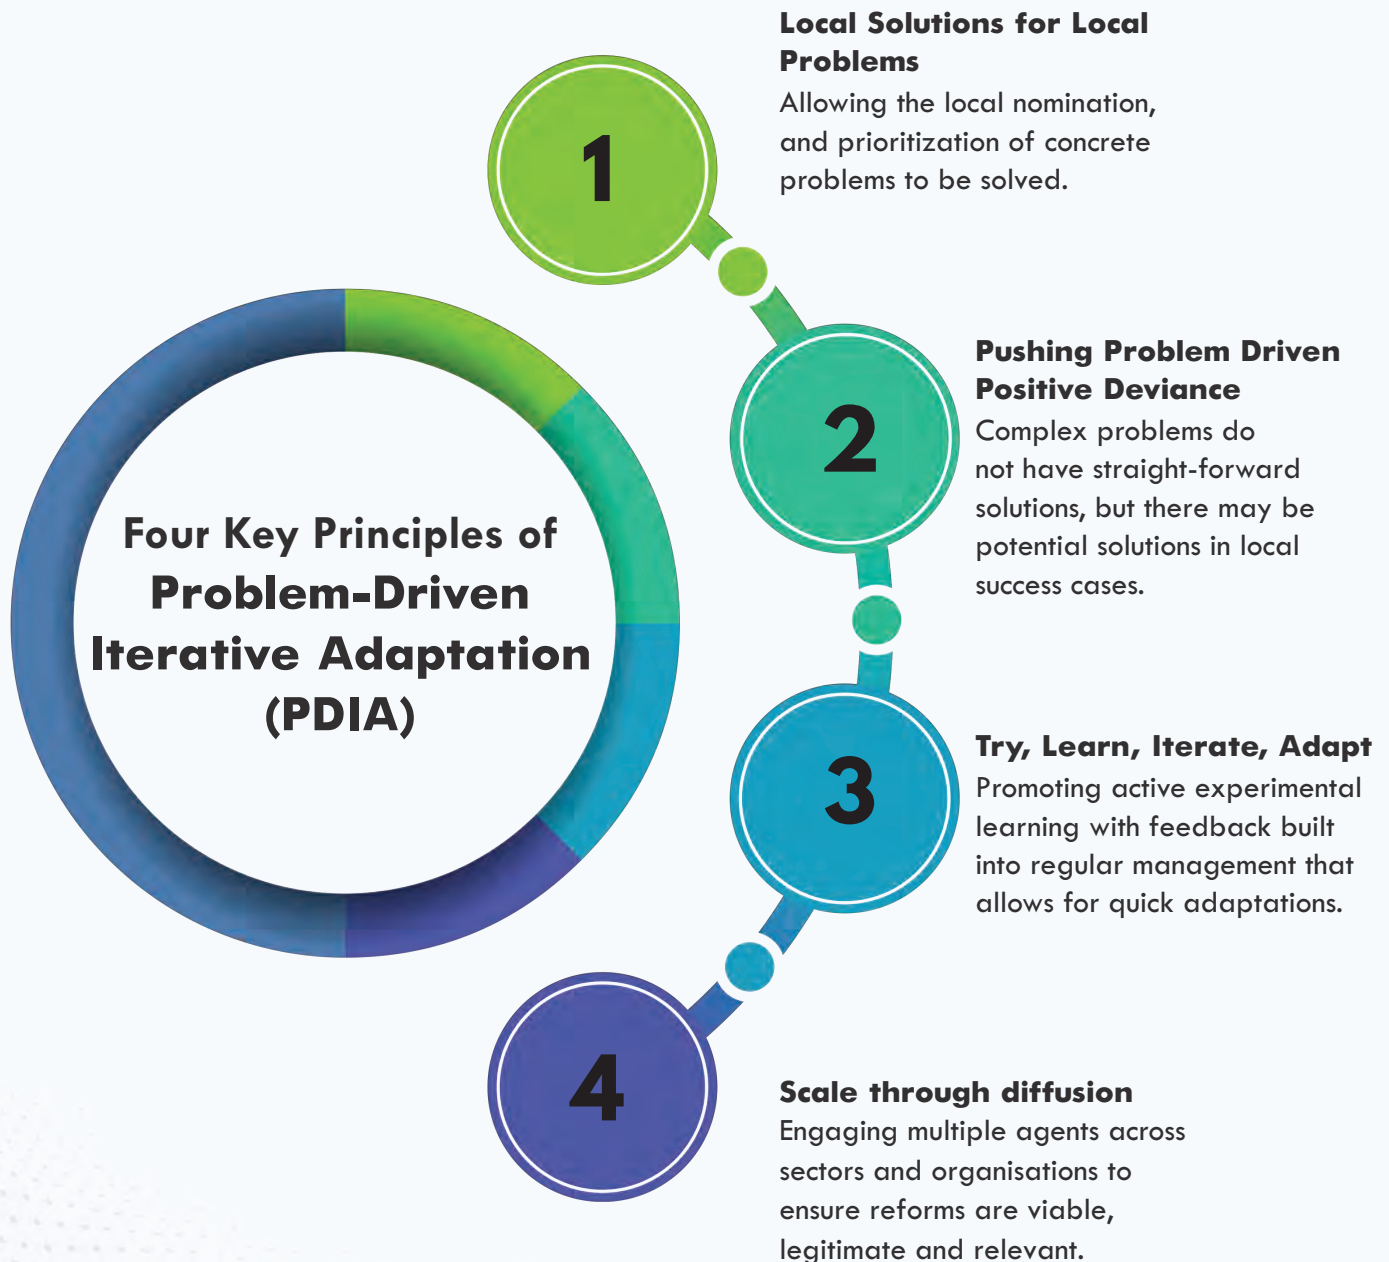 Four Key Principles of
Problem-Driven
Iterative Adaptation
(PDIA)
1
Local Solutions for Local
Problems
Allowing the local nomination,
and prioritization of concrete
problems to be solved.
2
Pushing Problem Driven
Positive Deviance
Complex problems do
not have straight-forward
solutions, but there may be
potential solutions in local
success cases.
3
Try, Learn, Iterate, Adapt
Promoting active experimental
learning with feedback built
into regular management that
allows for quick adaptations.
4
Scale through diffusion
Engaging multiple agents across
sectors and organisations to
ensure reforms are viable,
legitimate and relevant.